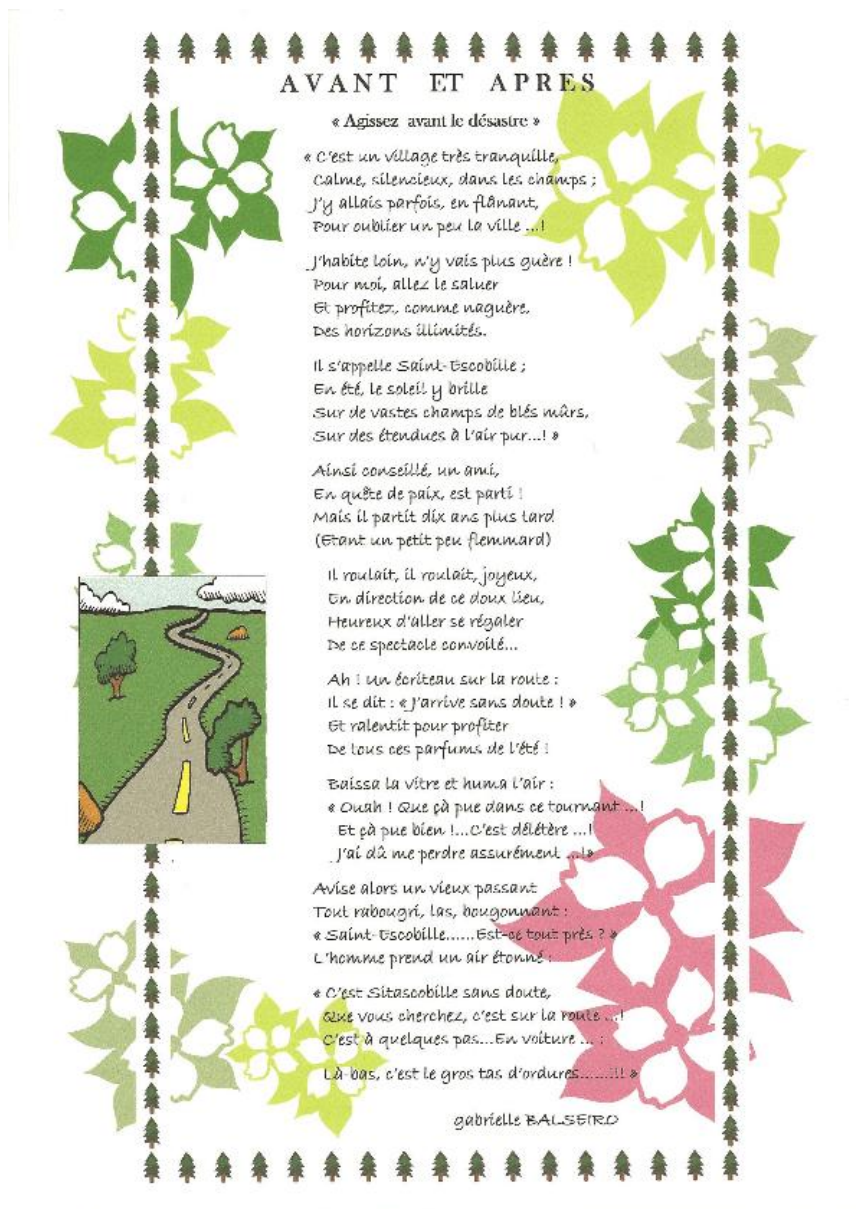 AVANT ET APRES
« Agissez avant le désastre »
« C'est un village très tranquille,
Calme, silencieux, dans les champs ;
J'y allais parfois, en flânant,
Pour oublier un peu la ville ...!
J'habite loin, n'y vais plus guère !
Pour moi, allez le saluer
Et profitez, comme naguère,
Des horizons illimités.
Il s'appelle Saint-Escobille ;
En été, le soleil y brille
Sur de vastes champs de blés mûrs,
Sur des étendues à l'air pur...! »
Ainsi conseillé, un ami,
En quête de paix, est parti !
Mais il partit dix ans plus tard
(Etant un petit peu flemmard)
Il roulait, il roulait, joyeux,
En direction de ce doux lieu,
Heureux d'aller se régaler
De ce spectacle convoité...
Ah ! un écriteau sur la route :
Il se dit : « J'arrive sans doute ! »
Et ralentit pour profiter
De tous ces parfums de l'été !
Baissa la vitre et huma l'air :
« Ouah ! Que çà pue dans ce tournant ...!
Et çà pue bien !...C'est délétère ...!
J'ai dû me perdre assurément ...!»
Avise alors un vieux passant
Tout rabougri, las, bougonnant :
« Saint-Escobille......Est-ce tout près ? »
L'homme prend un air étonné :
« C'est Sitascobille sans doute,
Que vous cherchez, c'est sur la route ...!
C'est à quelques pas...En voiture ... :
Là-bas, c'est le gros tas d'ordures........!!! »
gabrielle BALSEIRO